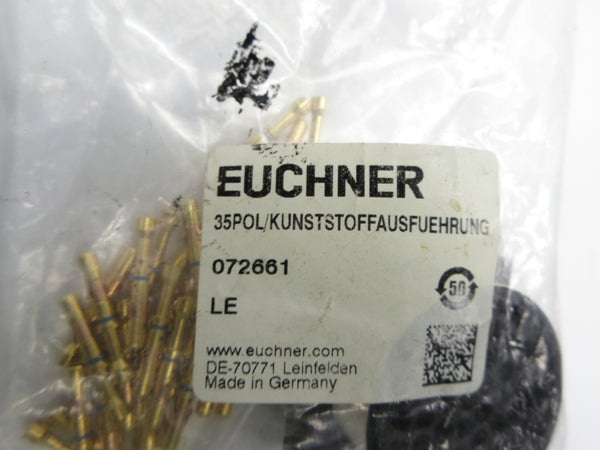 EUCHNER
35POL/KUNSTSTOFFAUSFUEHRUNG
072661
50
LE
www.euchner.com
DE-70771 Leinfelden
Made in Germany